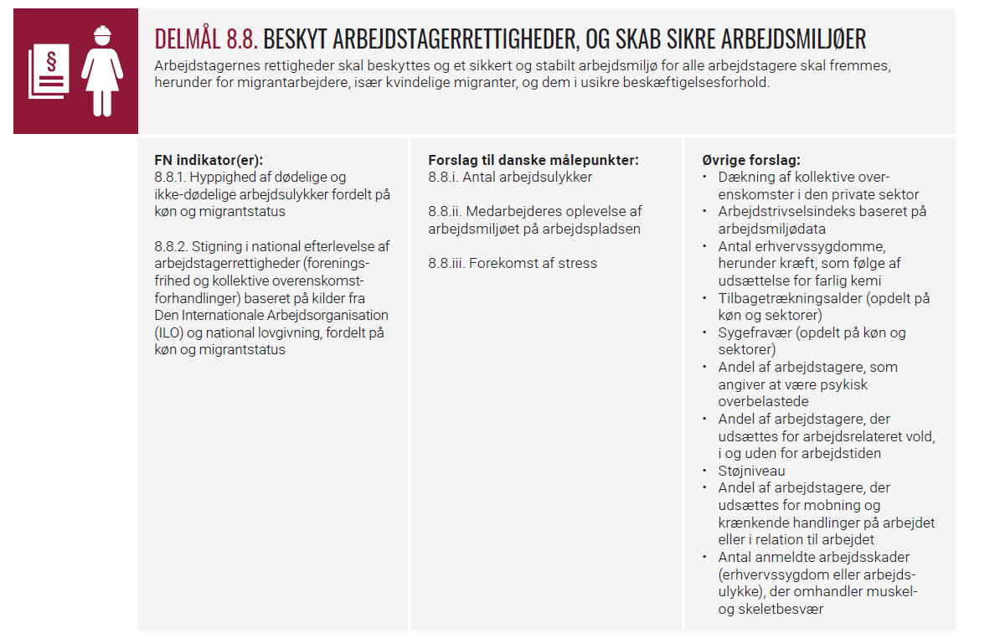 §
DELMÅL 8.8. BESKYT ARBEJDSTAGERRETTIGHEDER, OG SKAB SIKRE ARBEJDSMILJØER
Arbejdstagernes rettigheder skal beskyttes og et sikkert og stabilt arbejdsmiljø for alle arbejdstagere skal fremmes,
herunder for migrantarbejdere, især kvindelige migranter, og dem i usikre beskæftigelsesforhold.
FN indikator(er):
8.8.1. Hyppighed af dødelige og
ikke-dødelige arbejdsulykker fordelt på
køn og migrantstatus
8.8.2. Stigning i national efterlevelse af
arbejdstagerrettigheder (forenings-
frihed og kollektive overenskomst-
forhandlinger) baseret på kilder fra
Den Internationale Arbejdsorganisation
(ILO) og national lovgivning, fordelt på
køn og migrantstatus
Forslag til danske målepunkter:
8.8.i. Antal arbejdsulykker
8.8.ii. Medarbejderes oplevelse af
arbejdsmiljøet på arbejdspladsen
8.8.iii. Forekomst af stress
Øvrige forslag:
• Dækning af kollektive over-
enskomster i den private sektor
• Arbejdstrivselsindeks baseret på
arbejdsmiljødata
• Antal erhvervssygdomme,
herunder kræft, som følge af
udsættelse for farlig kemi
• Tilbagetrækningsalder (opdelt på
køn og sektorer)
• Sygefravær (opdelt på køn og
sektorer)
• Andel af arbejdstagere, som
angiver at være psykisk
overbelastede
• Andel af arbejdstagere, der
udsættes for arbejdsrelateret vold,
i og uden for arbejdstiden
• Støjniveau
• Andel af arbejdstagere, der
udsættes for mobning og
krænkende handlinger på arbejdet
eller i relation til arbejdet
• Antal anmeldte arbejdsskader
(erhvervssygdom eller arbejds-
ulykke), der omhandler muskel-
og skeletbesvær